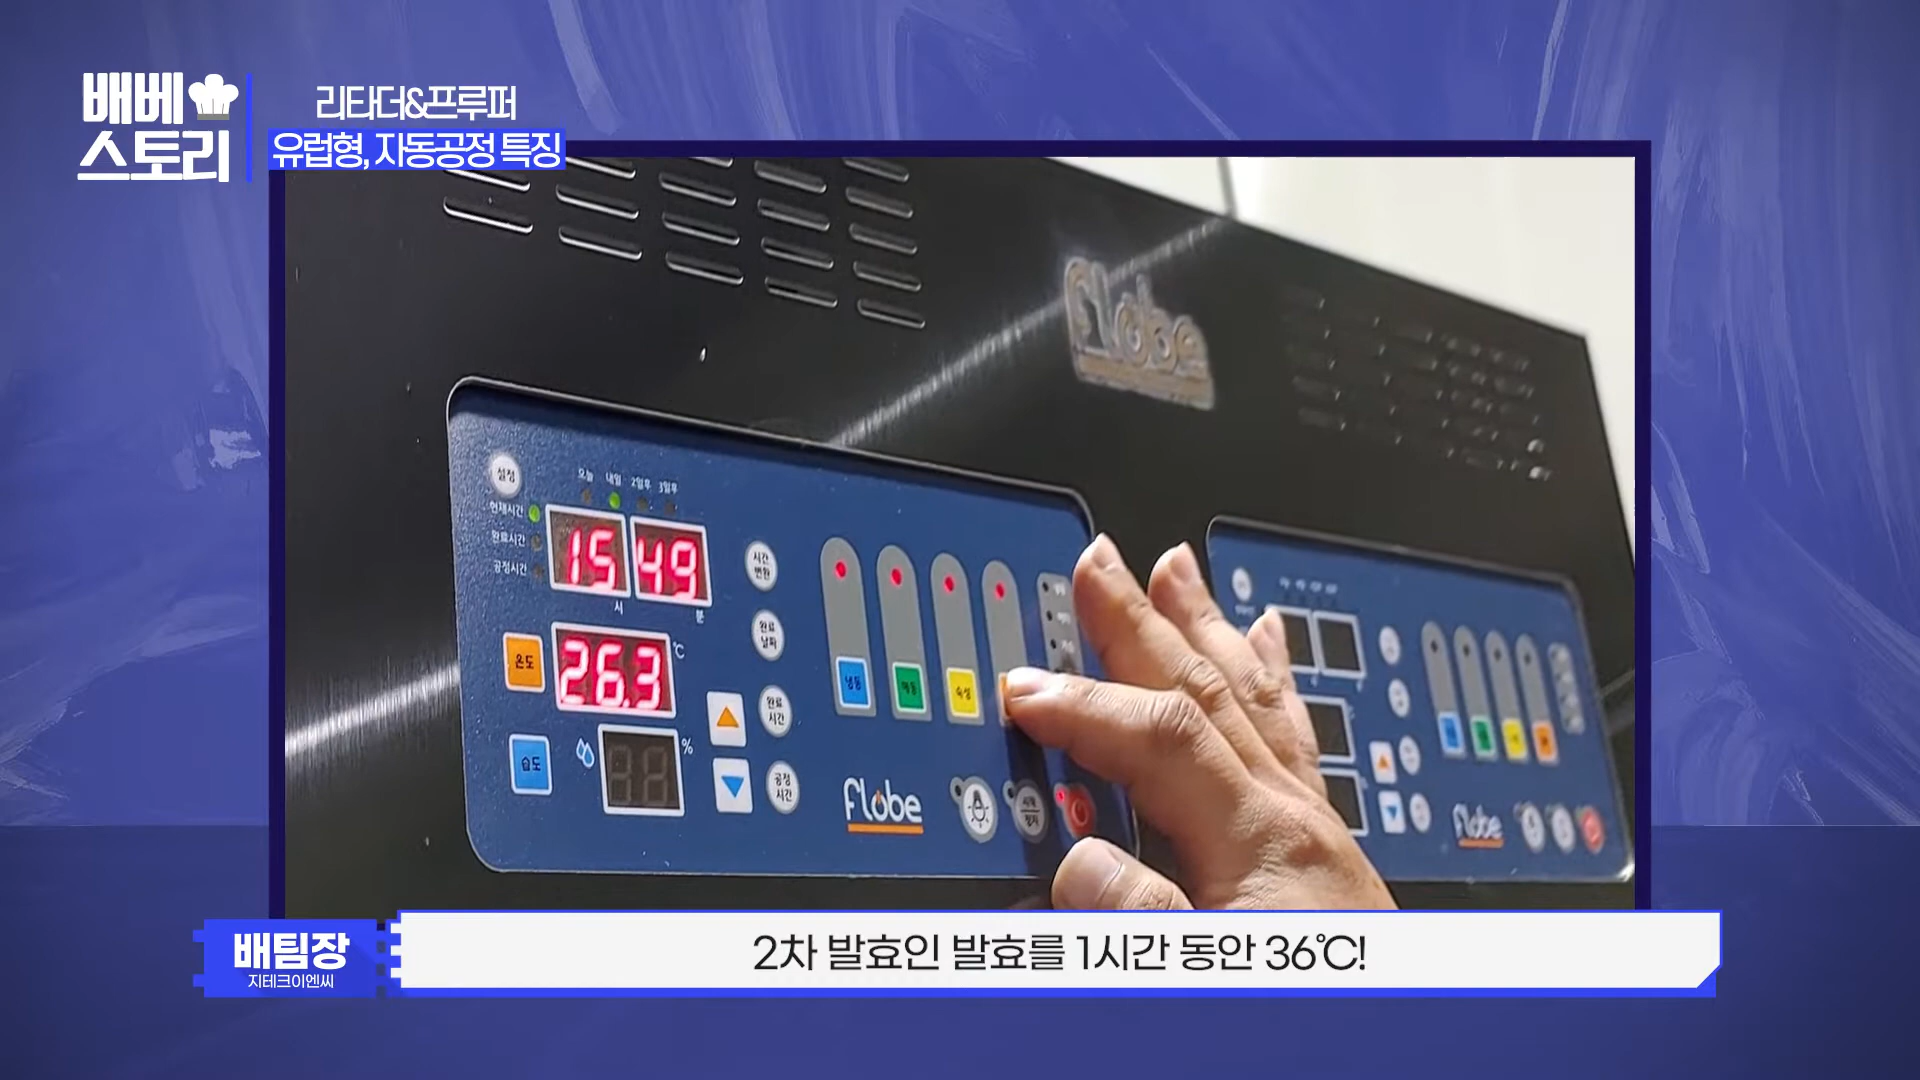 배베
스토리
리타더&프루퍼
유럽형, 자동공정 특징
flobe
설정
오늘 내일 2일후 3일후
현재시간
완료시간
공정시간
15 49
시 분
온도
26.3 ℃
습도
%
시간
변환
완료
날짜
완료
시간
공정
시간
냉동
해동
숙성
flobe
시작
정지
flobe
배팀장
지테크이엔씨
2차 발효인 발효를 1시간 동안 36℃!